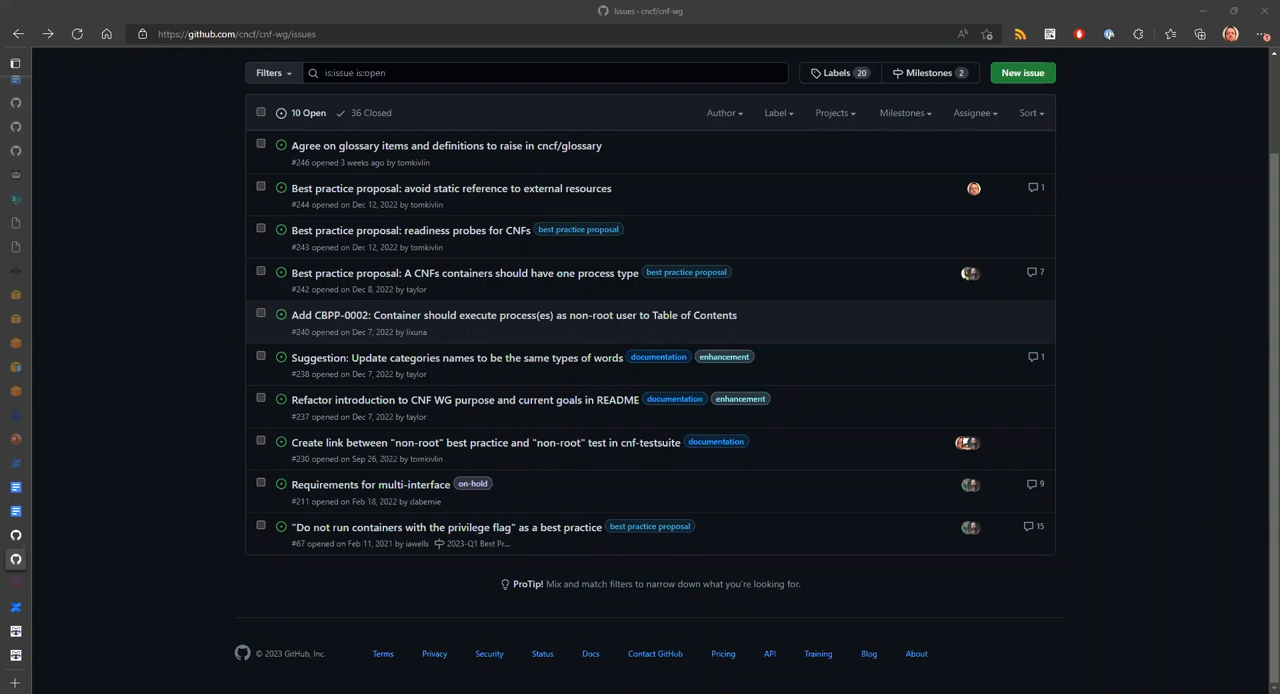 Issues · cncf/cnf-wg
https://github.com/cncf/cnf-wg/issues
Filters
is:issue is:open
Labels 20
Milestones 2
New issue
10 Open
36 Closed
Author
Label
Projects
Milestones
Assignee
Sort
Agree on glossary items and definitions to raise in cncf/glossary
#246 opened 3 weeks ago by tomkivlin
Best practice proposal: avoid static reference to external resources
1
#244 opened on Dec 12, 2022 by tomkivlin
Best practice proposal: readiness probes for CNFs best practice proposal
#243 opened on Dec 12, 2022 by tomkivlin
Best practice proposal: A CNFs containers should have one process type best practice proposal
7
#242 opened on Dec 8, 2022 by taylor
Add CBPP-0002: Container should execute process(es) as non-root user to Table of Contents
#240 opened on Dec 7, 2022 by lixuna
Suggestion: Update categories names to be the same types of words documentation enhancement
1
#238 opened on Dec 7, 2022 by taylor
Refactor introduction to CNF WG purpose and current goals in README documentation enhancement
#237 opened on Dec 7, 2022 by taylor
Create link between "non-root" best practice and "non-root" test in cnf-testsuite documentation
#230 opened on Sep 26, 2022 by tomkivlin
Requirements for multi-interface on-hold
9
#211 opened on Feb 18, 2022 by dabernie
"Do not run containers with the privilege flag" as a best practice best practice proposal
15
#67 opened on Feb 11, 2021 by iawells 2023-Q1 Best Pr...
ProTip! Mix and match filters to narrow down what you're looking for.
© 2023 GitHub, Inc.
Terms
Privacy
Security
Status
Docs
Contact GitHub
Pricing
API
Training
Blog
About